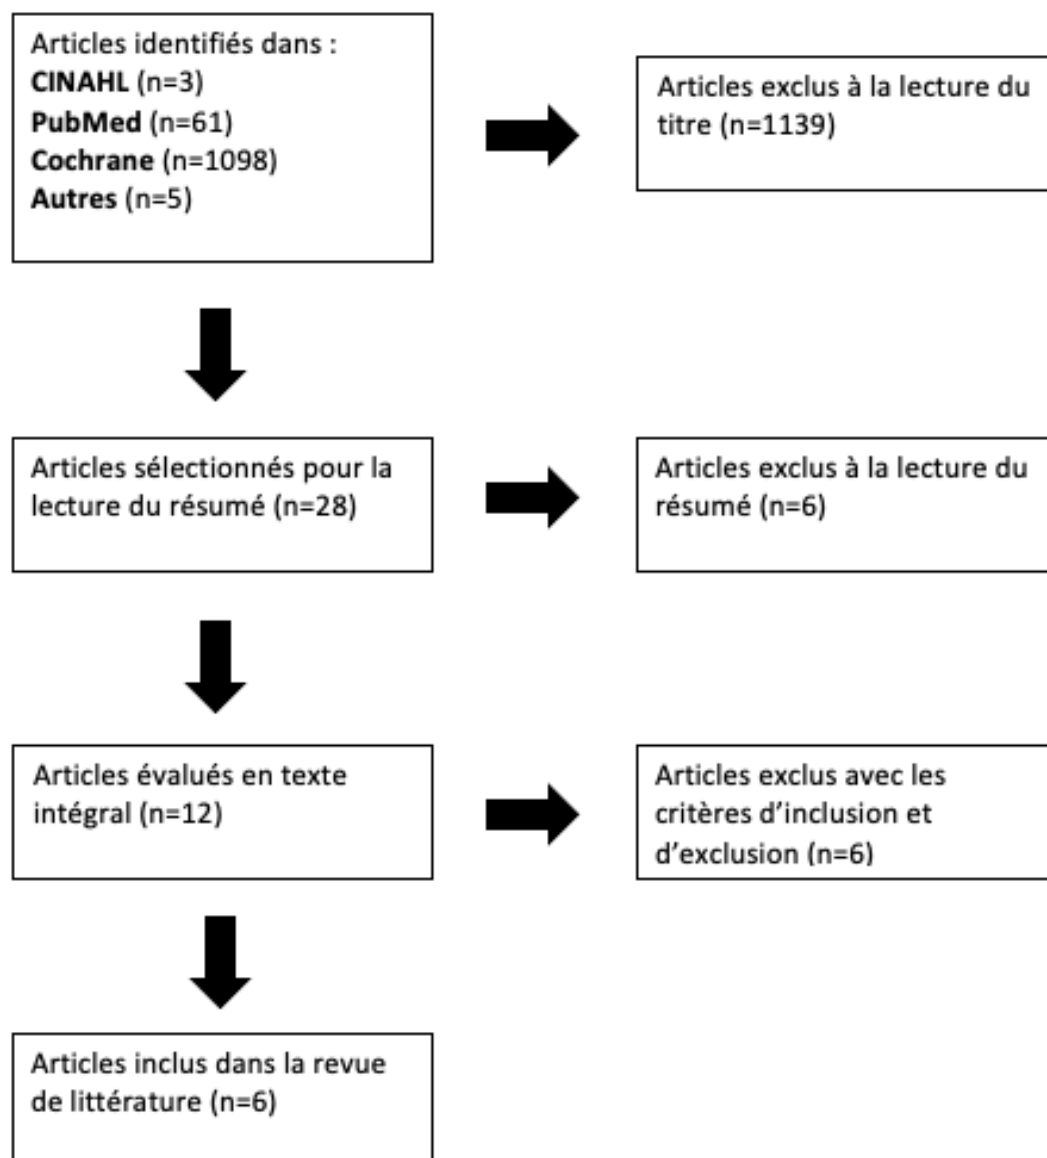 Articles identifiés dans :
CINAHL (n=3)
PubMed (n=61)
Cochrane (n=1098)
Autres (n=5)
Articles exclus à la lecture du
titre (n=1139)
Articles sélectionnés pour la
lecture du résumé (n=28)
Articles exclus à la lecture du
résumé (n=6)
Articles évalués en texte
intégral (n=12)
Articles exclus avec les
critères d’inclusion et
d’exclusion (n=6)
Articles inclus dans la revue
de littérature (n=6)